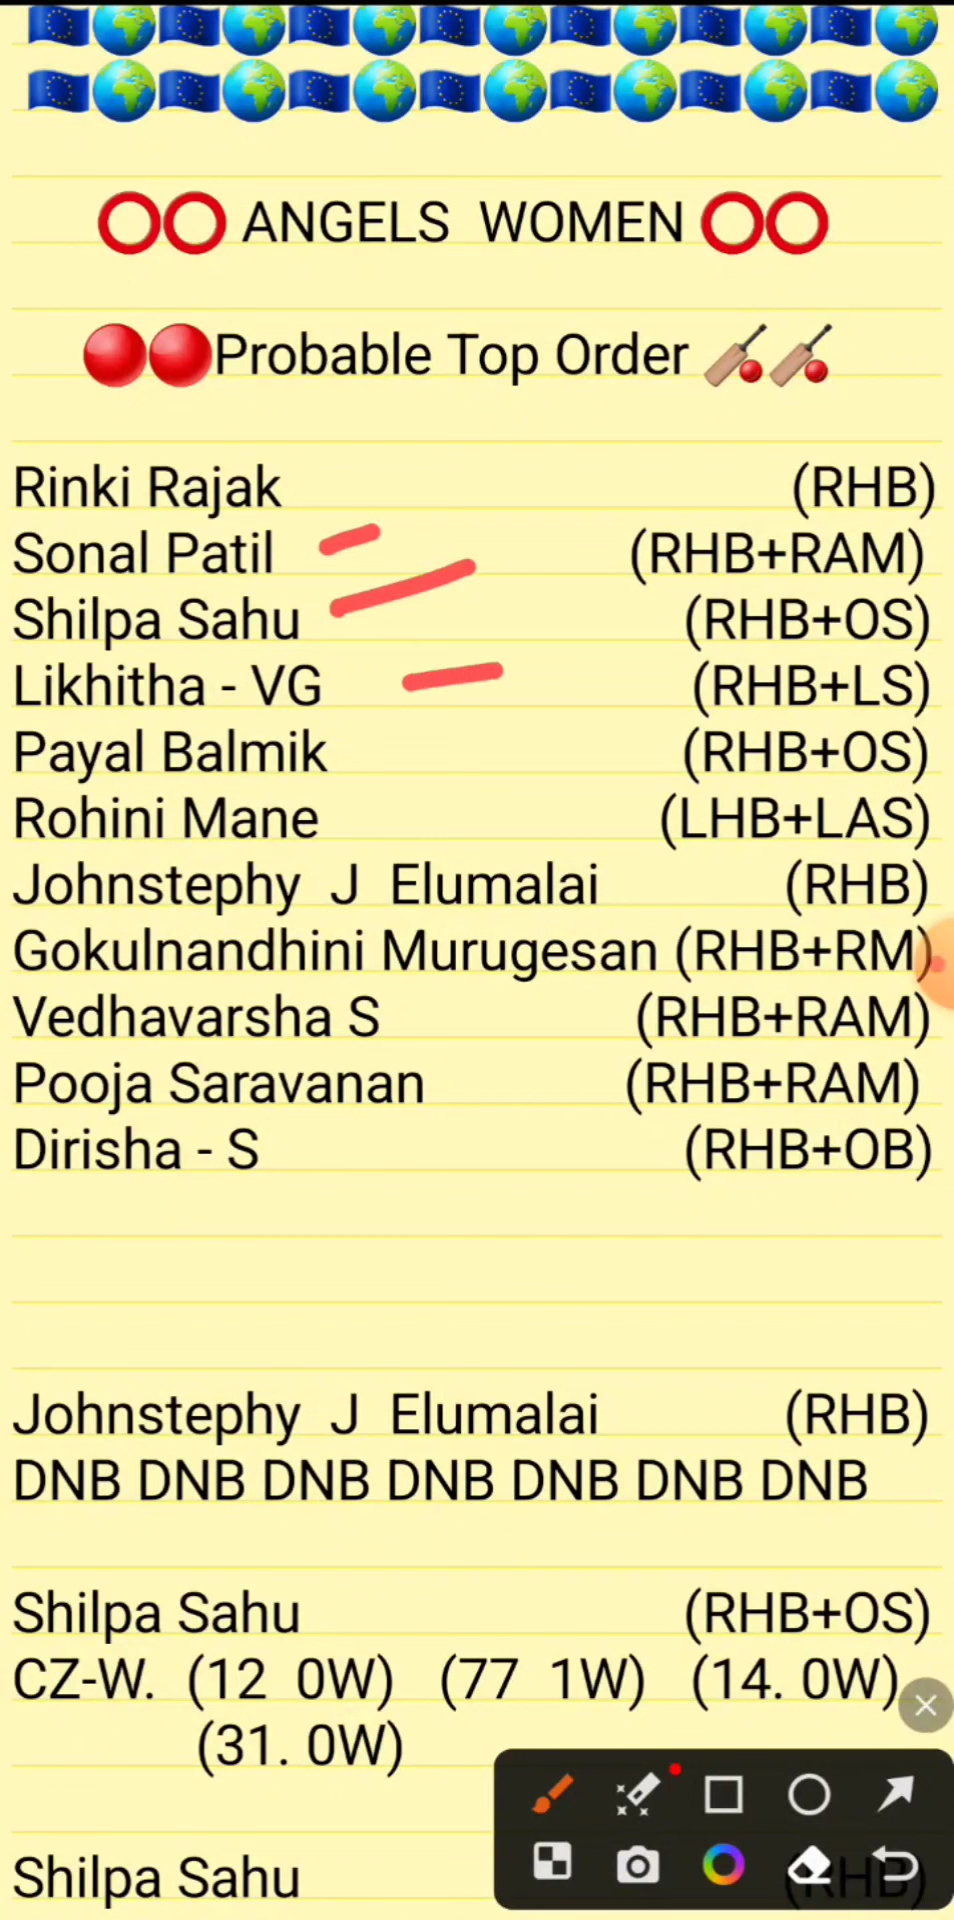 ANGELS WOMEN
Probable Top Order
Rinki Rajak (RHB)
Sonal Patil (RHB+RAM)
Shilpa Sahu (RHB+OS)
Likhitha - VG (RHB+LS)
Payal Balmik (RHB+OS)
Rohini Mane (LHB+LAS)
Johnstephy J Elumalai (RHB)
Gokulnandhini Murugesan (RHB+RM)
Vedhavarsha S (RHB+RAM)
Pooja Saravanan (RHB+RAM)
Dirisha - S (RHB+OB)
Johnstephy J Elumalai (RHB)
DNB DNB DNB DNB DNB DNB DNB
Shilpa Sahu (RHB+OS)
CZ-W. (12 0W) (77 1W) (14. 0W)
(31. 0W)
Shilpa Sahu (RHB)